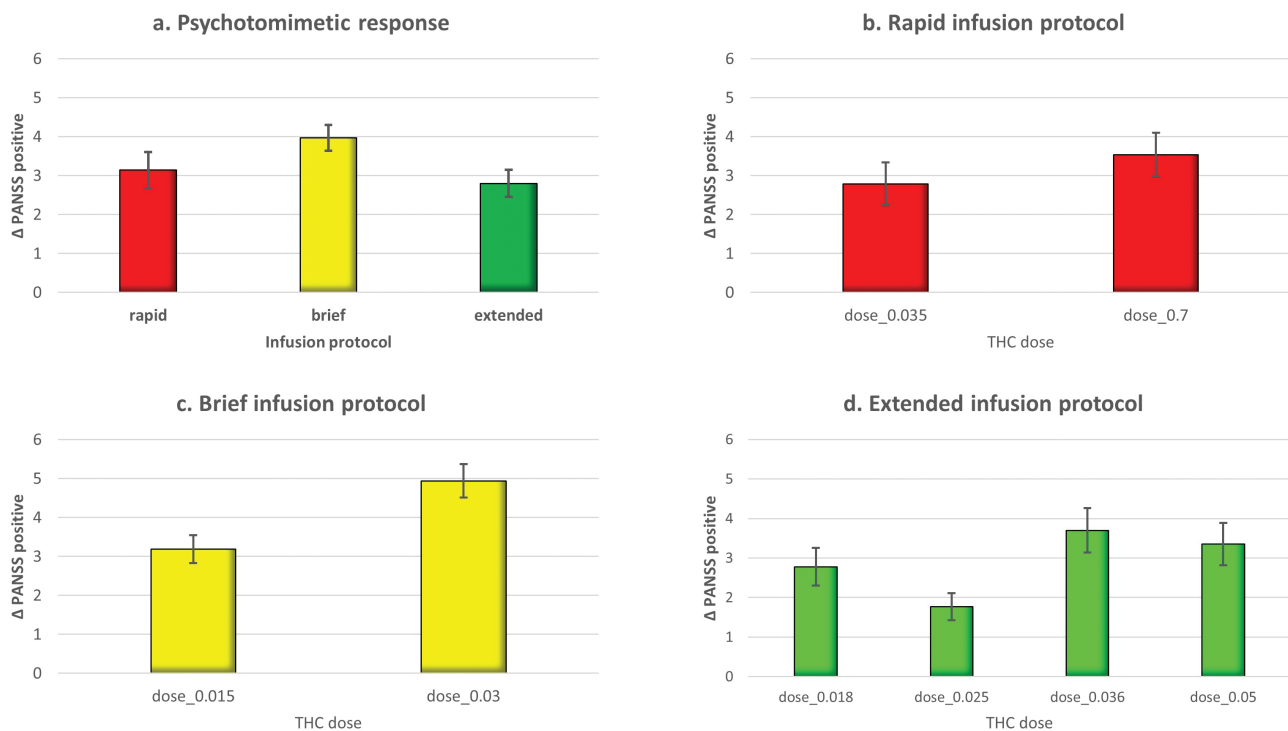 a. Psychotomimetic response
Δ PANSS positive
6
5
4
3
2
1
0
rapid brief extended
Infusion protocol
b. Rapid infusion protocol
Δ PANSS positive
6
5
4
3
2
1
0
dose_0.035 dose_0.7
THC dose
c. Brief infusion protocol
Δ PANSS positive
6
5
4
3
2
1
0
dose_0.015 dose_0.03
THC dose
d. Extended infusion protocol
Δ PANSS positive
6
5
4
3
2
1
0
dose_0.018 dose_0.025 dose_0.036 dose_0.05
THC dose